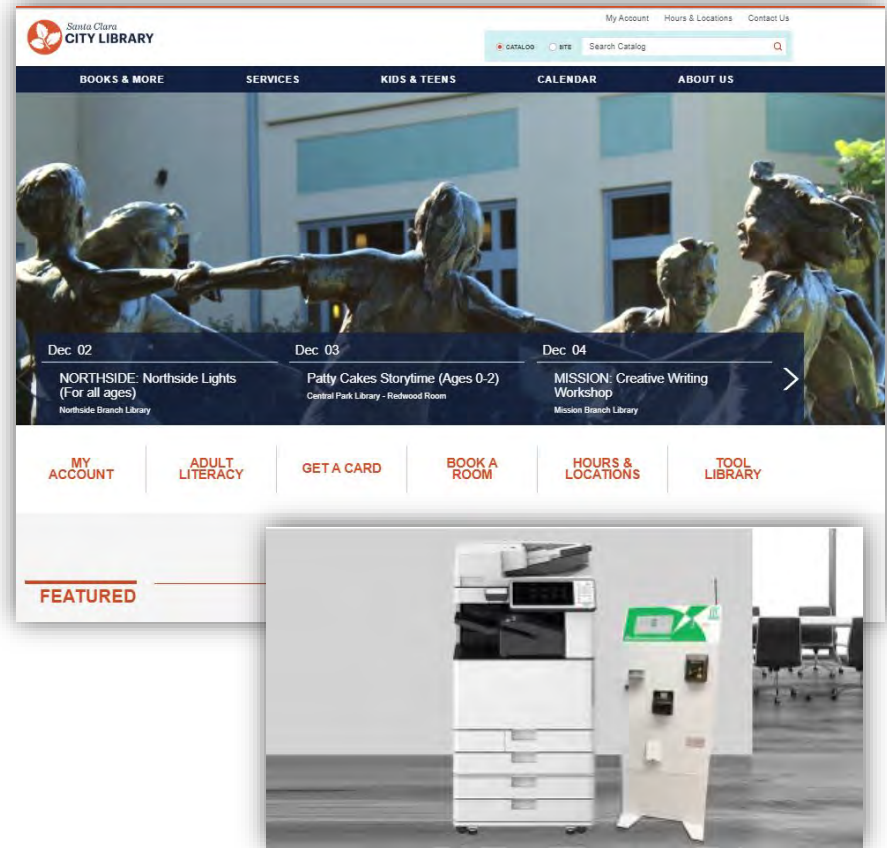 My Account Hours & Locations Contact Us
Santa Clara
CITY LIBRARY
CATALOG SITE Search Catalog
BOOKS & MORE SERVICES KIDS & TEENS CALENDAR ABOUT US
Dec 02
NORTHSIDE: Northside Lights
(For all ages)
Northside Branch Library
Dec 03
Patty Cakes Storytime (Ages 0-2)
Central Park Library - Redwood Room
Dec 04
MISSION: Creative Writing
Workshop
Mission Branch Library
MY
ACCOUNT
ADULT
LITERACY
GET A CARD
BOOK A
ROOM
HOURS &
LOCATIONS
TOOL
LIBRARY
FEATURED